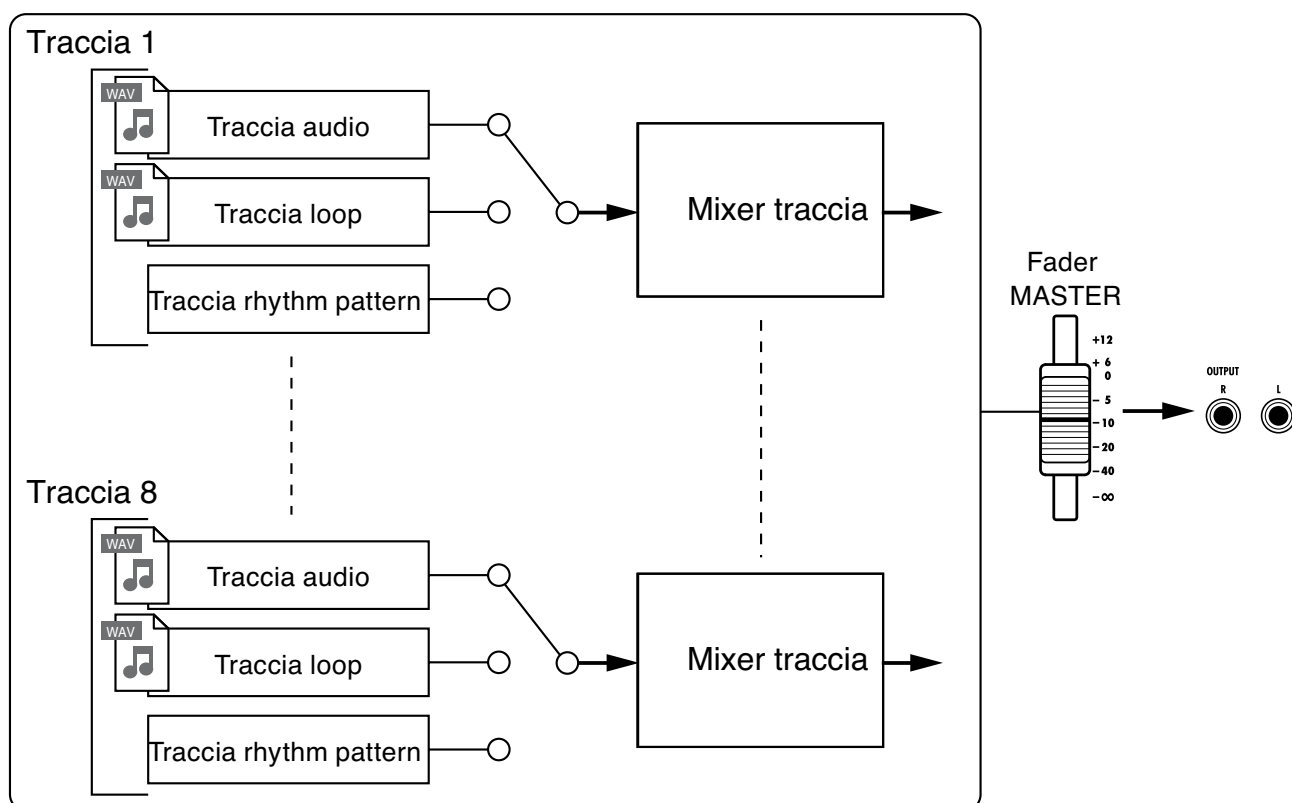 Traccia 1
WAV
Traccia audio
WAV
Traccia loop
Traccia rhythm pattern
Mixer traccia
Traccia 8
WAV
Traccia audio
WAV
Traccia loop
Traccia rhythm pattern
Mixer traccia
Fader
MASTER
+12
+ 6
0
– 5
–10
–20
–40
–∞
OUTPUT
R L